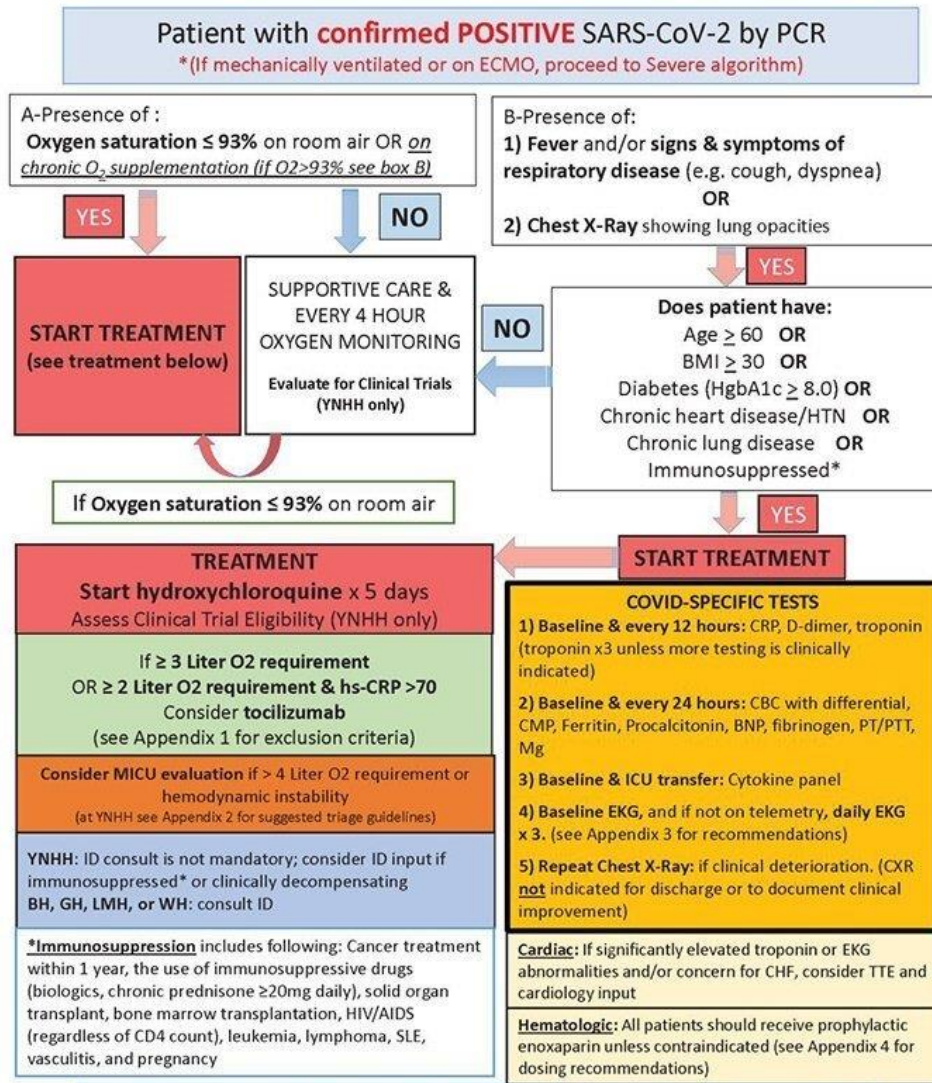 Patient with confirmed POSITIVE SARS-CoV-2 by PCR
*(If mechanically ventilated or on ECMO, proceed to Severe algorithm)
A-Presence of :
Oxygen saturation ≤ 93% on room air OR on
chronic O2 supplementation (if O2>93% see box B)
YES
NO
B-Presence of:
1) Fever and/or signs & symptoms of
respiratory disease (e.g. cough, dyspnea)
OR
2) Chest X-Ray showing lung opacities
YES
START TREATMENT
(see treatment below)
SUPPORTIVE CARE &
EVERY 4 HOUR
OXYGEN MONITORING
Evaluate for Clinical Trials
(YNHH only)
NO
Does patient have:
Age ≥ 60 OR
BMI ≥ 30 OR
Diabetes (HgbA1c ≥ 8.0) OR
Chronic heart disease/HTN OR
Chronic lung disease OR
Immunosuppressed*
If Oxygen saturation ≤ 93% on room air
YES
START TREATMENT
TREATMENT
Start hydroxychloroquine x 5 days
Assess Clinical Trial Eligibility (YNHH only)
If ≥ 3 Liter O2 requirement
OR ≥ 2 Liter O2 requirement & hs-CRP >70
Consider tocilizumab
(see Appendix 1 for exclusion criteria)
Consider MICU evaluation if > 4 Liter O2 requirement or
hemodynamic instability
(at YNHH see Appendix 2 for suggested triage guidelines)
YNHH: ID consult is not mandatory; consider ID input if
immunosuppressed* or clinically decompensating
BH, GH, LMH, or WH: consult ID
*Immunosuppression includes following: Cancer treatment
within 1 year, the use of immunosuppressive drugs
(biologics, chronic prednisone ≥20mg daily), solid organ
transplant, bone marrow transplantation, HIV/AIDS
(regardless of CD4 count), leukemia, lymphoma, SLE,
vasculitis, and pregnancy
COVID-SPECIFIC TESTS
1) Baseline & every 12 hours: CRP, D-dimer, troponin
(troponin x3 unless more testing is clinically
indicated)
2) Baseline & every 24 hours: CBC with differential,
CMP, Ferritin, Procalcitonin, BNP, fibrinogen, PT/PTT,
Mg
3) Baseline & ICU transfer: Cytokine panel
4) Baseline EKG, and if not on telemetry, daily EKG
x 3. (see Appendix 3 for recommendations)
5) Repeat Chest X-Ray: if clinical deterioration. (CXR
not indicated for discharge or to document clinical
improvement)
Cardiac: If significantly elevated troponin or EKG
abnormalities and/or concern for CHF, consider TTE and
cardiology input
Hematologic: All patients should receive prophylactic
enoxaparin unless contraindicated (see Appendix 4 for
dosing recommendations)